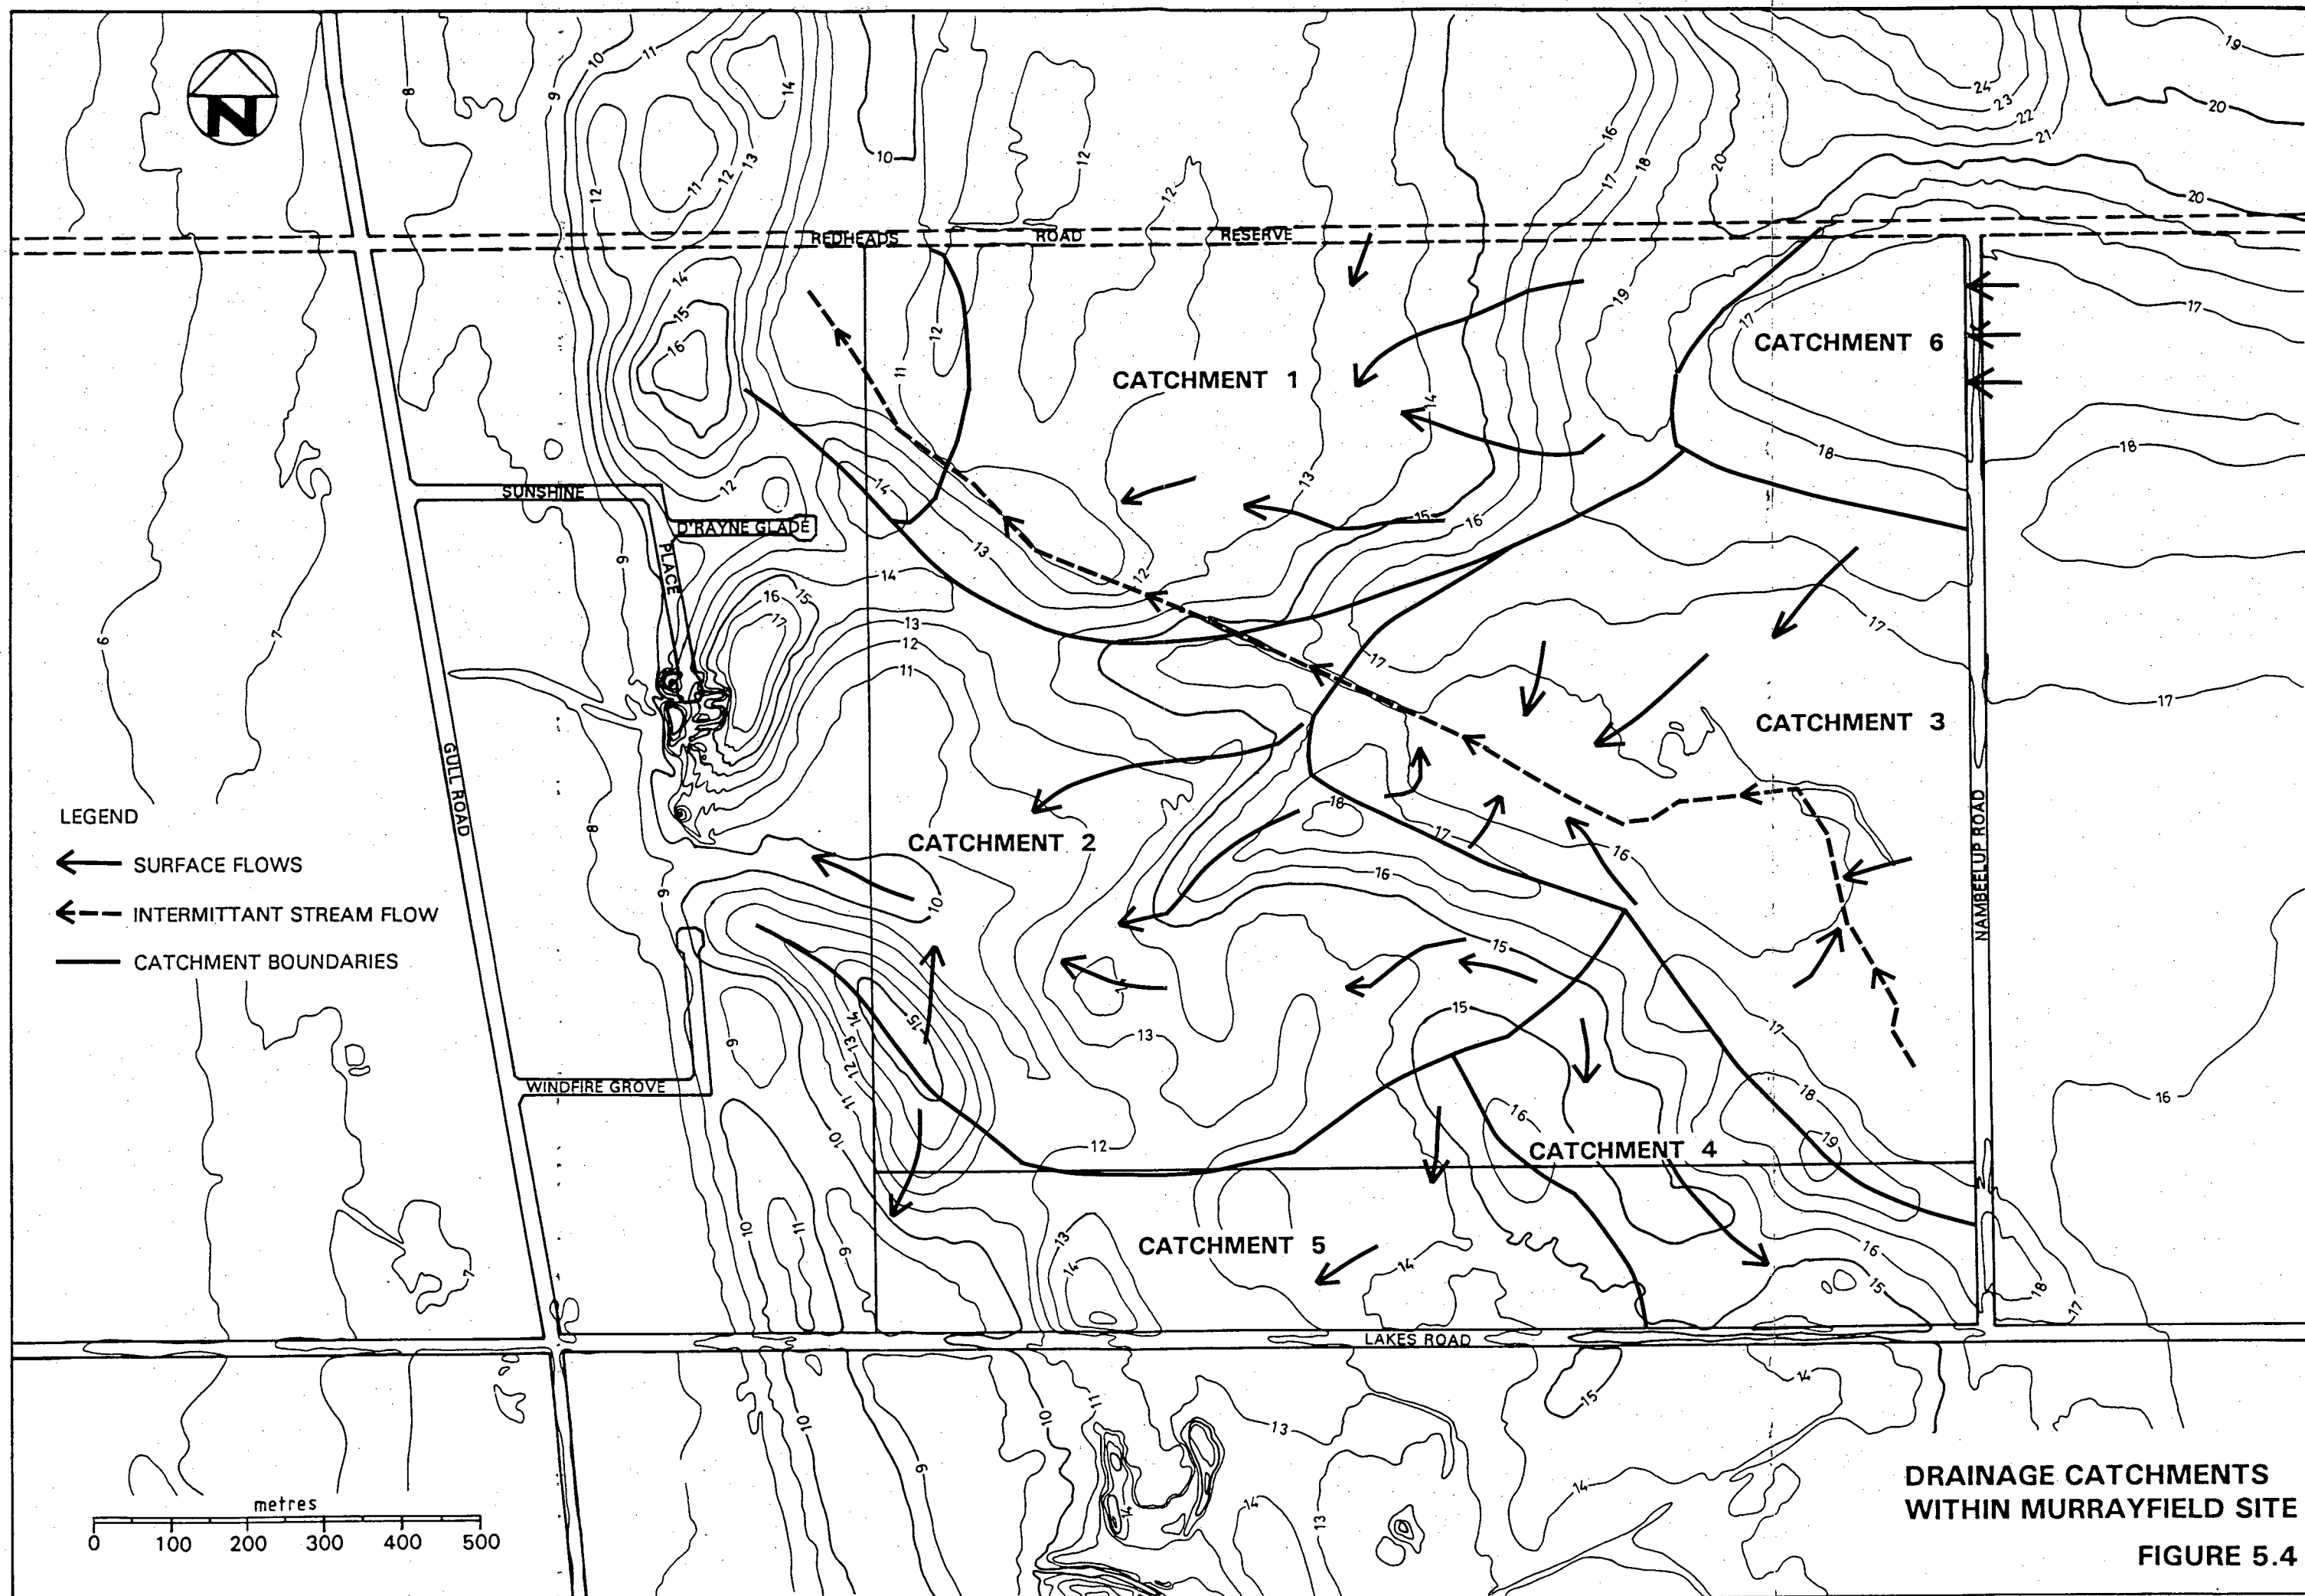 N
REDHEADS ROAD RESERVE
CATCHMENT 6
CATCHMENT 1
SUNSHINE
D'RAYNE GLADE
PLACE
CATCHMENT 3
GULL ROAD
NAMBEELUP ROAD
CATCHMENT 2
LEGEND
SURFACE FLOWS
INTERMITTANT STREAM FLOW
CATCHMENT BOUNDARIES
WINDFIRE GROVE
CATCHMENT 4
CATCHMENT 5
LAKES ROAD
metres
0 100 200 300 400 500
DRAINAGE CATCHMENTS
WITHIN MURRAYFIELD SITE
FIGURE 5.4